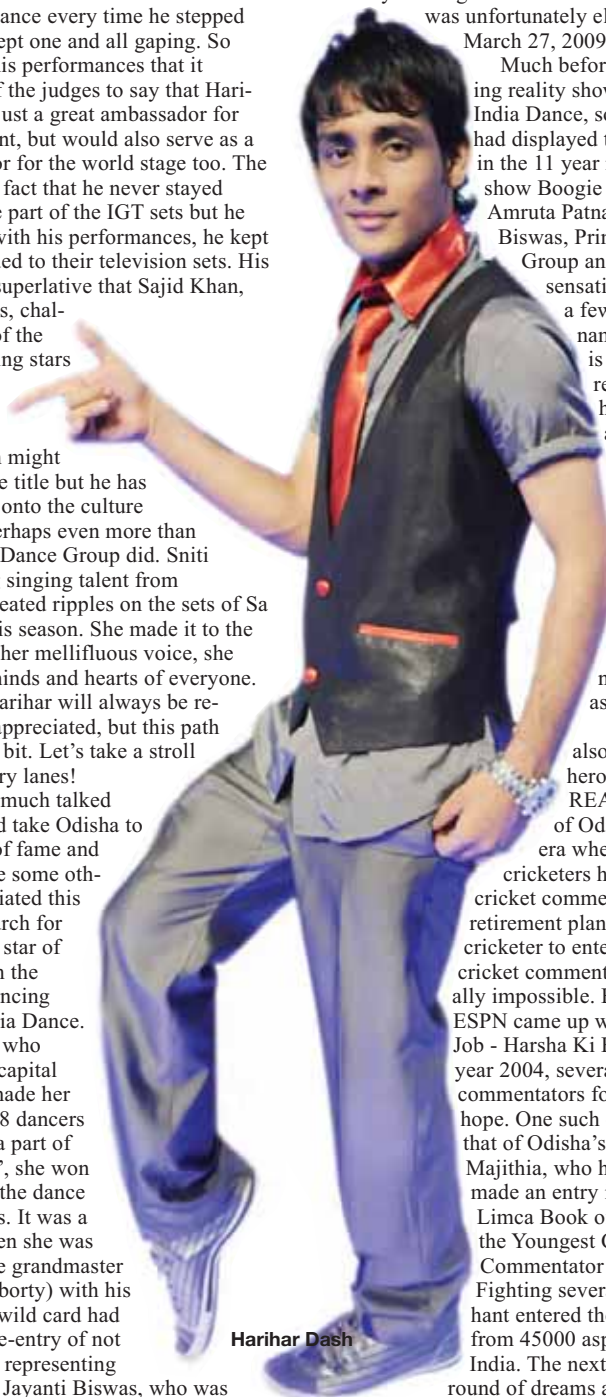 ance every time he stepped
ept one and all gaping. So
is performances that it
f the judges to say that Hari-
ust a great ambassador for
nt, but would also serve as a
or for the world stage too. The
fact that he never stayed
e part of the IGT sets but he
with his performances, he kept
ued to their television sets. His
superlative that Sajid Khan,
s, chal-
of the
ng stars
n might
e title but he has
onto the culture
erhaps even more than
Dance Group did. Sniti
singing talent from
eated ripples on the sets of Sa
is season. She made it to the
her mellifluous voice, she
minds and hearts of everyone.
arihar will always be re-
appreciated, but this path
bit. Let's take a stroll
ry lanes!
much talked
d take Odisha to
of fame and
e some oth-
iated this
rch for
star of
n the
ncing
ia Dance.
who
capital
made her
8 dancers
a part of
', she won
the dance
s. It was a
en she was
e grandmaster
borty) with his
wild card had
e-entry of not
representing
Jayanti Biswas, who was
Harihar Dash
was unfortunately el
March 27, 2009
Much befor
ing reality show
India Dance, so
had displayed t
in the 11 year
show Boogie
Amruta Patna
Biswas, Prin
Group an
sensati
a few
nam
is
re
h
a
n
as
also
hero
REA
of Od
era whe
cricketers h
cricket comme
retirement plan
cricketer to ente
cricket comment
ally impossible. 
ESPN came up w
Job - Harsha Ki
year 2004, severa
commentators fo
hope. One such
that of Odisha's
Majithia, who h
made an entry
Limca Book o
the Youngest C
Commentator
Fighting sever
hant entered the
from 45000 asp
India. The next
round of dreams